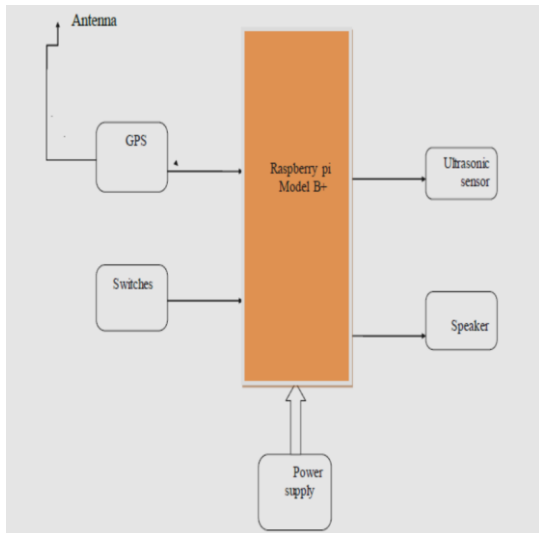 Antenna
GPS
Raspberry pi
Model B+
Ultrasonic
sensor
Switches
Speaker
Power
supply